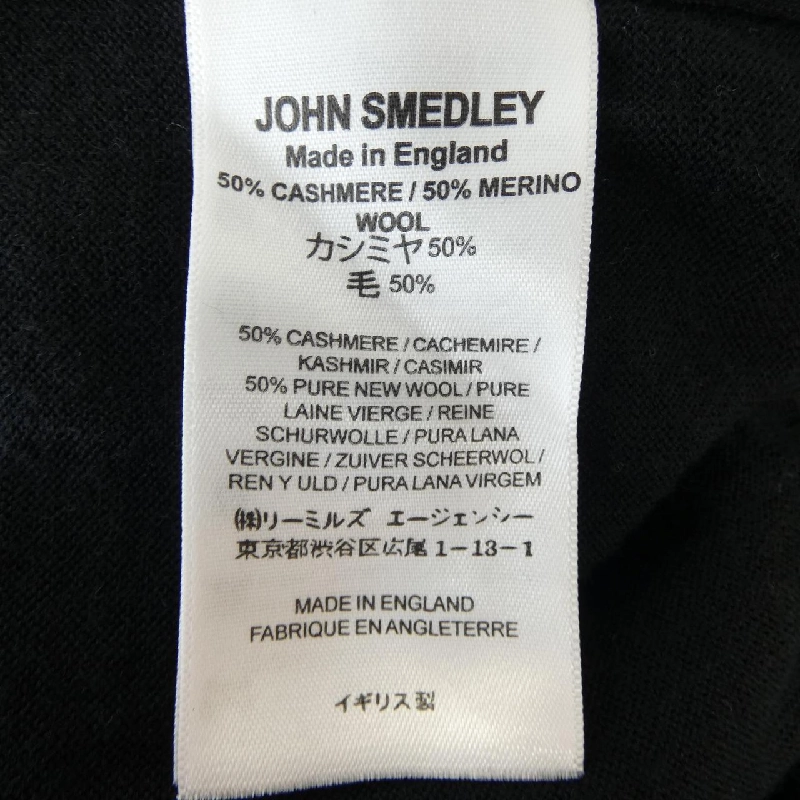 JOHN SMEDLEY
Made in England
50% CASHMERE / 50% MERINO
WOOL
カシミヤ 50%
毛 50%
50% CASHMERE / CACHEMIRE /
KASHMIR / CASIMIR
50% PURE NEW WOOL / PURE
LAINE VIERGE / REINE
SCHURWOLLE / PURA LANA
VERGINE / ZUIVER SCHEERWOL /
REN Y ULD / PURA LANA VIRGEM
㈱リーミルズ エージェンシー
東京都渋谷区広尾1-13-1
MADE IN ENGLAND
FABRIQUE EN ANGLETERRE
イギリス製